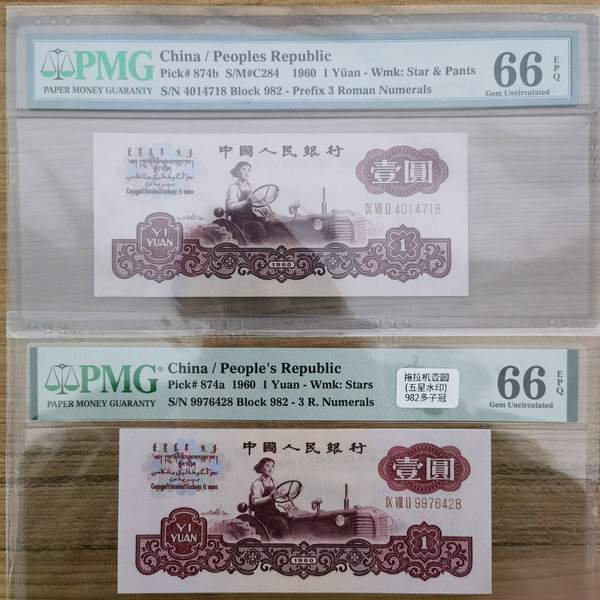 PMG
PAPER MONEY GUARANTY
China / Peoples Republic
Pick# 874b S/M#C284 1960 1 Yüan - Wmk: Star & Pants
S/N 4014718 Block 982 - Prefix 3 Roman Numerals
66 EPQ
Gem Uncirculated
中國人民銀行
壹圓
IX VIII II 4014718
YI
YUAN
1
1960
PMG
PAPER MONEY GUARANTY
China / People's Republic
Pick# 874a 1960 1 Yuan - Wmk: Stars
S/N 9976428 Block 982 - 3 R. Numerals
拖拉机壹圆
(五星水印)
982多子冠
66 EPQ
Gem Uncirculated
中國人民銀行
壹圓
IX VIII II 9976428
YI
YUAN
1
1960